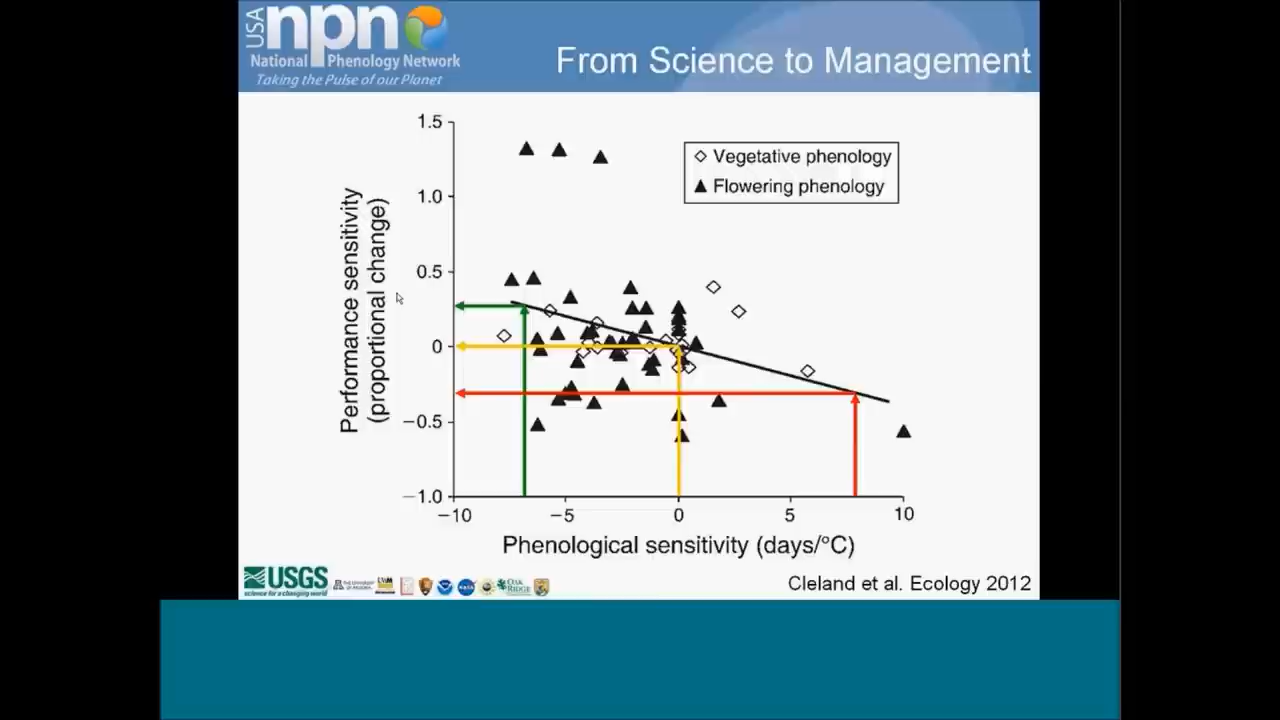 USA
npn
National Phenology Network
Taking the Pulse of our Planet
From Science to Management
1.5
1.0
0.5
0
−0.5
−1.0
Performance sensitivity
(proportional change)
Vegetative phenology
Flowering phenology
−10
−5
0
5
10
Phenological sensitivity (days/°C)
USGS
science for a changing world
OAK
RIDGE
Cleland et al. Ecology 2012